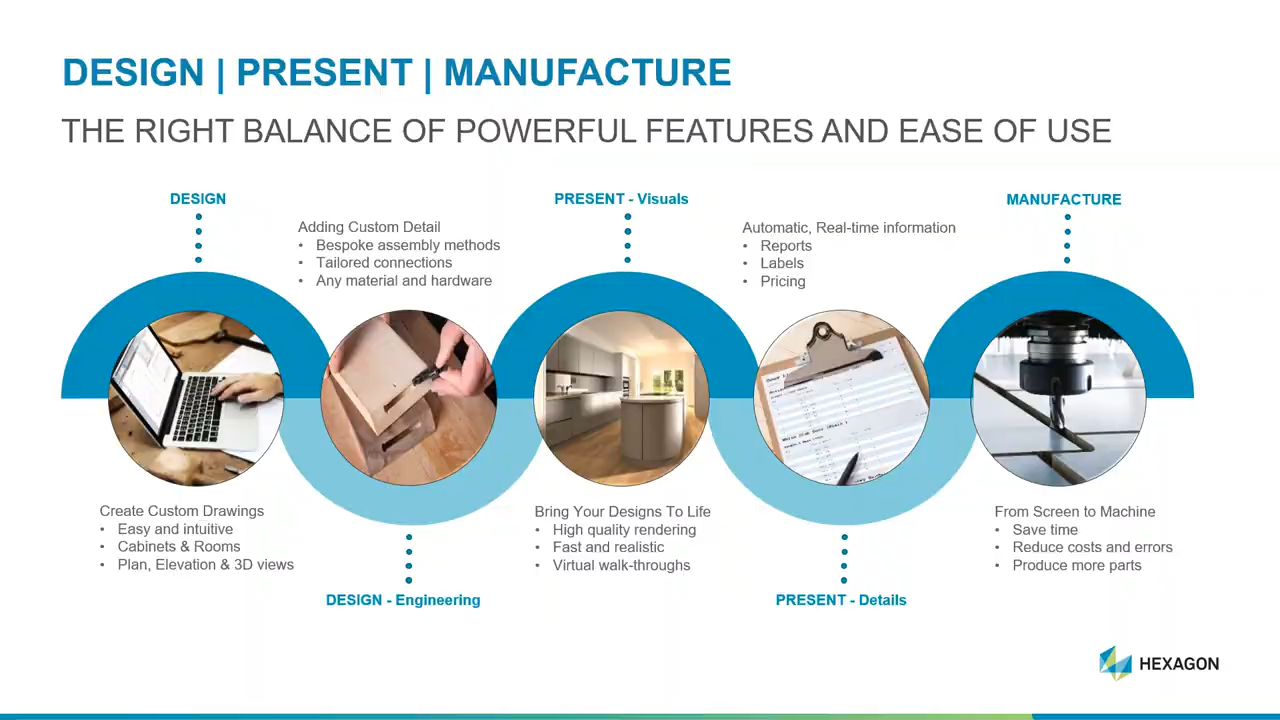 DESIGN | PRESENT | MANUFACTURE
THE RIGHT BALANCE OF POWERFUL FEATURES AND EASE OF USE
DESIGN
Create Custom Drawings
• Easy and intuitive
• Cabinets & Rooms
• Plan, Elevation & 3D views
Adding Custom Detail
• Bespoke assembly methods
• Tailored connections
• Any material and hardware
DESIGN - Engineering
PRESENT - Visuals
Bring Your Designs To Life
• High quality rendering
• Fast and realistic
• Virtual walk-throughs
Automatic, Real-time information
• Reports
• Labels
• Pricing
PRESENT - Details
MANUFACTURE
From Screen to Machine
• Save time
• Reduce costs and errors
• Produce more parts
HEXAGON